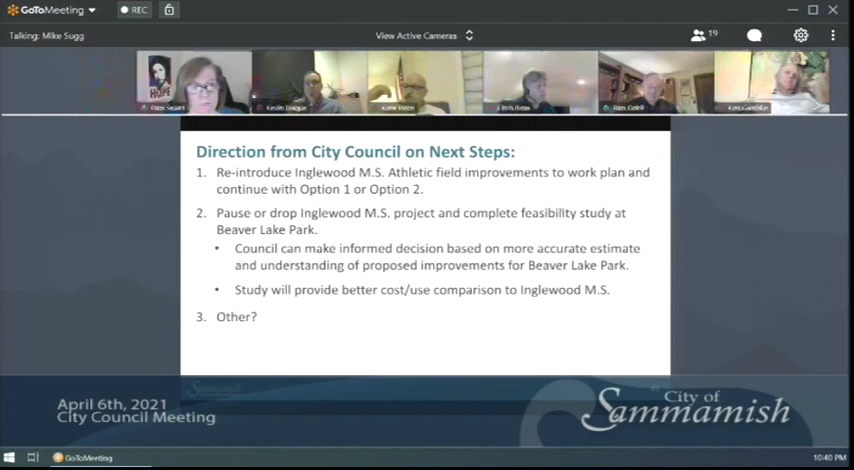 GoToMeeting
REC
Talking: Mike Sugg
View Active Cameras
19
HOPE
Direction from City Council on Next Steps:
1. Re-introduce Inglewood M.S. Athletic field improvements to work plan and
continue with Option 1 or Option 2.
2. Pause or drop Inglewood M.S. project and complete feasibility study at
Beaver Lake Park.
• Council can make informed decision based on more accurate estimate
and understanding of proposed improvements for Beaver Lake Park.
• Study will provide better cost/use comparison to Inglewood M.S.
3. Other?
Sammamish
April 6th, 2021
City Council Meeting
City of
Sammamish
GoToMeeting
10:40 PM